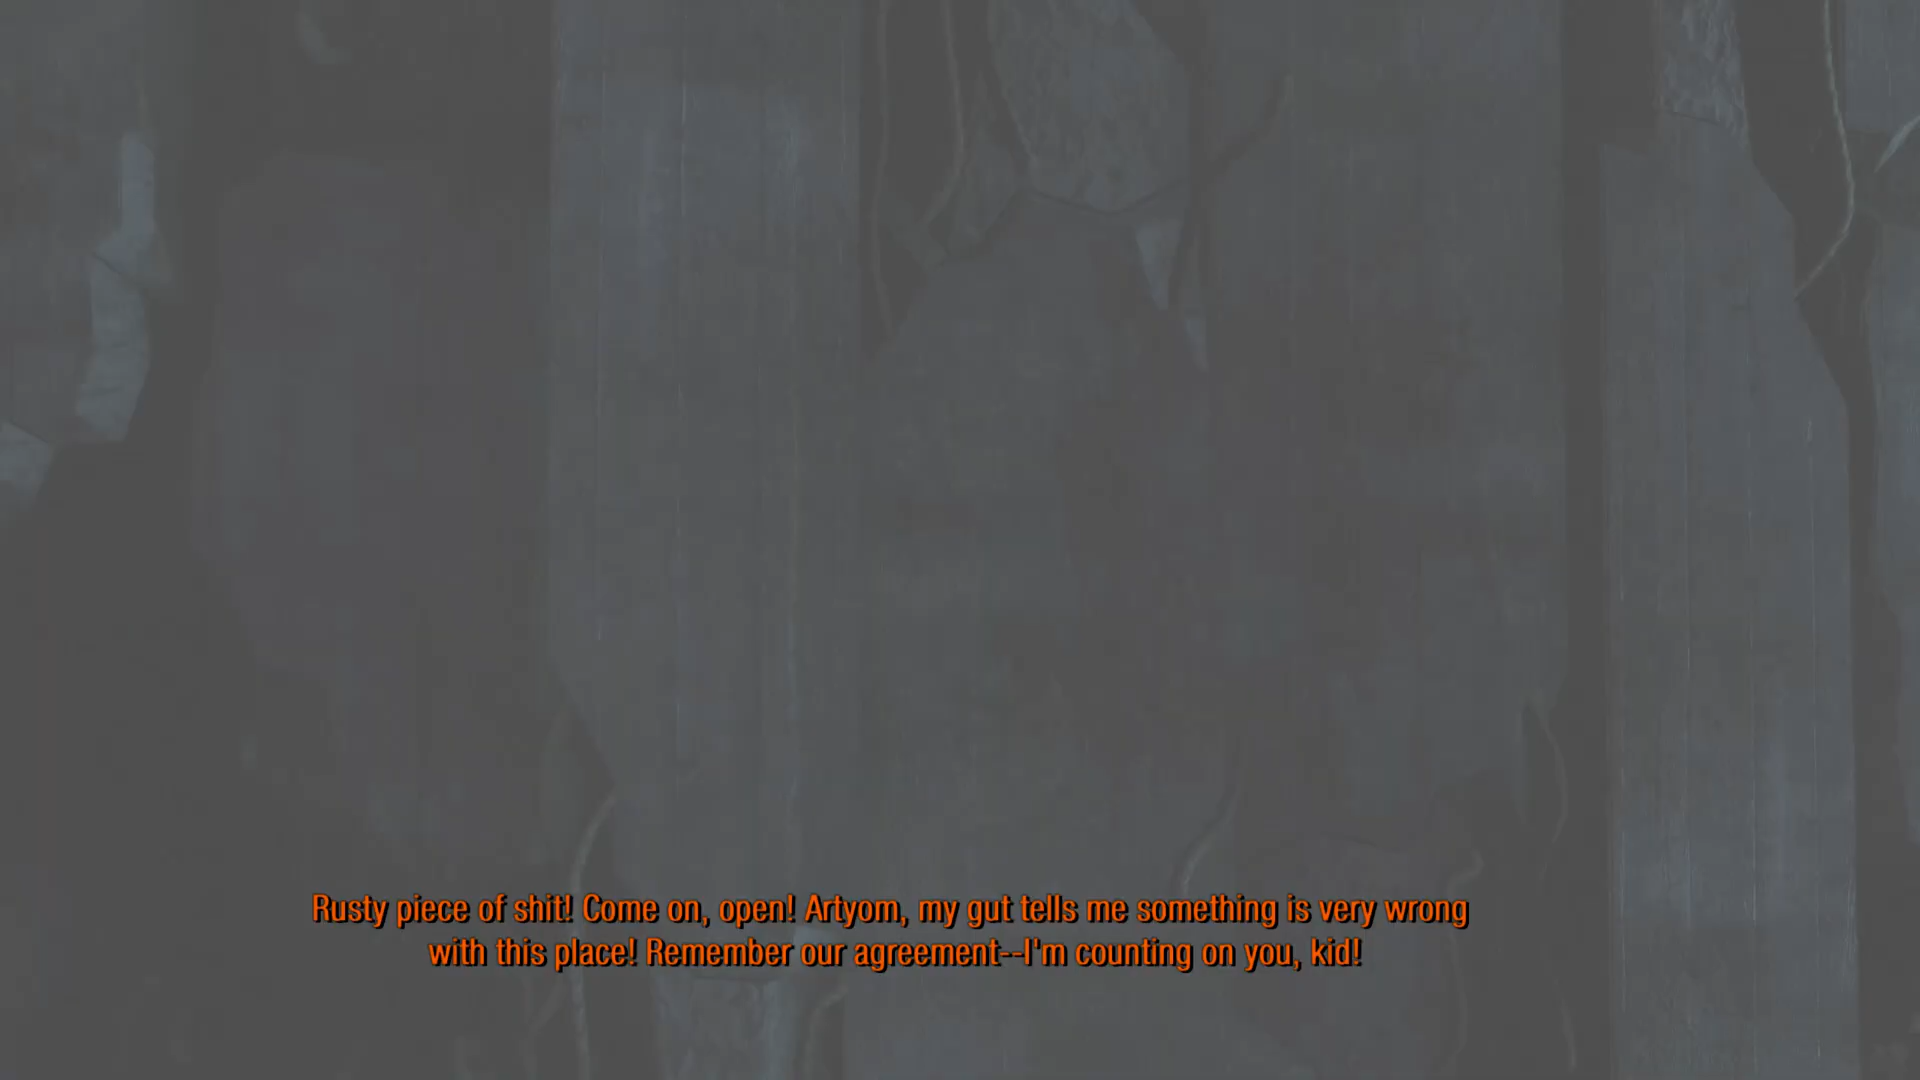 Rusty piece of shit! Come on, open! Artyom, my gut tells me something is very wrong
with this place! Remember our agreement--I'm counting on you, kid!